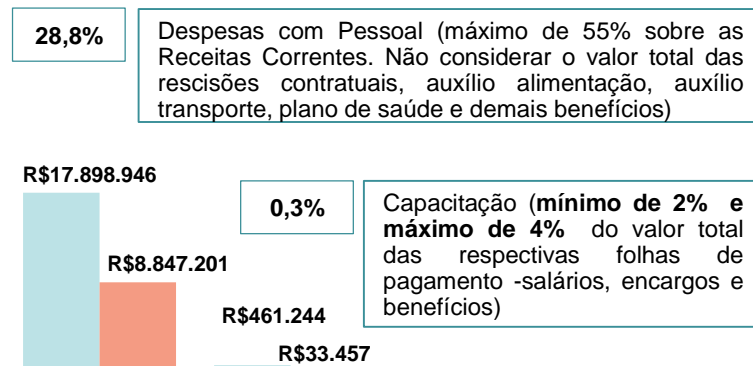 28,8%
Despesas com Pessoal (máximo de 55% sobre as
Receitas Correntes. Não considerar o valor total das
rescisões contratuais, auxílio alimentação, auxílio
transporte, plano de saúde e demais benefícios)
R$17.898.946
0,3%
Capacitação (mínimo de 2% e
máximo de 4% do valor total
das respectivas folhas de
pagamento -salários, encargos e
benefícios)
R$8.847.201
R$461.244
R$33.457